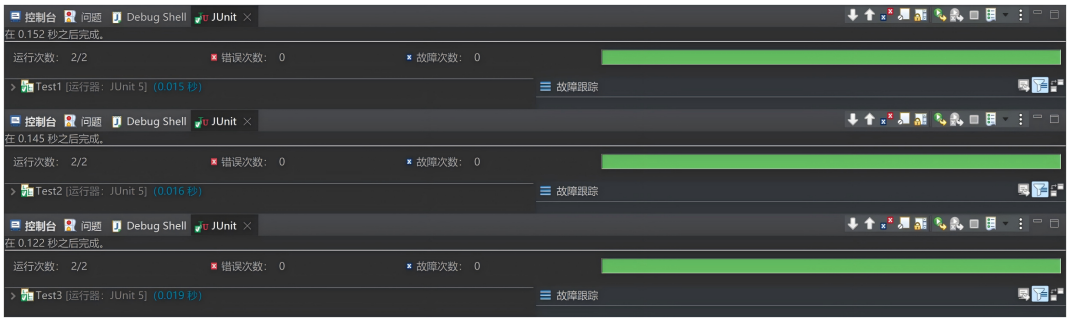 控制台 问题 Debug Shell JUnit
在 0.152 秒之后完成。
运行次数： 2/2 错误次数： 0 故障次数： 0
Test1 [运行器：JUnit 5] (0.015 秒) 故障跟踪
控制台 问题 Debug Shell JUnit
在 0.145 秒之后完成。
运行次数： 2/2 错误次数： 0 故障次数： 0
Test2 [运行器：JUnit 5] (0.016 秒) 故障跟踪
控制台 问题 Debug Shell JUnit
在 0.122 秒之后完成。
运行次数： 2/2 错误次数： 0 故障次数： 0
Test3 [运行器：JUnit 5] (0.019 秒) 故障跟踪